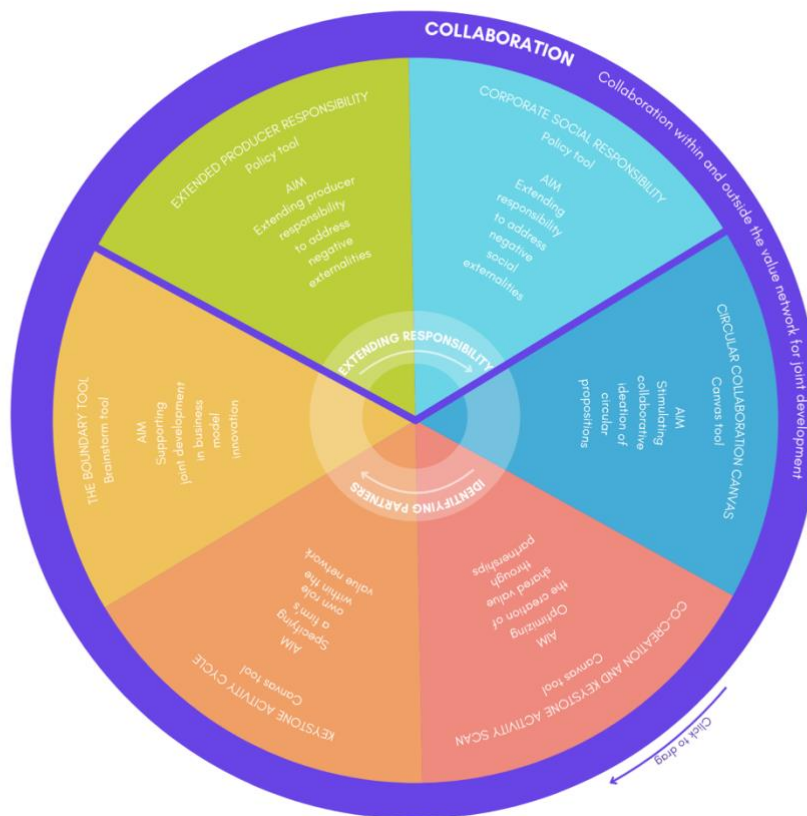 COLLABORATION
Collaboration within and outside the value network for joint development
EXTENDED PRODUCER RESPONSIBILITY
Policy tool
AIM
Extending producer
responsibility
to address
negative
externalities
CORPORATE SOCIAL RESPONSIBILITY
Policy tool
AIM
Extending
responsibility
to address
negative
social
externalities
CIRCULAR COLLABORATION CANVAS
Canvas tool
AIM
Stimulating
collaborative
ideation of
circular
propositions
CO-CREATION AND KEYSTONE ACTIVITY SCAN
Canvas tool
AIM
Optimizing
the creation of
shared value
through
partnerships
KEYSTONE ACITIVITY CYCLE
Canvas tool
AIM
Specifying
a firm's
own role
within the
value network
THE BOUNDARY TOOL
Brainstorm tool
AIM
Supporting
joint development
in business
model
innovation
EXTENDING RESPONSIBILITY
IDENTIFYING PARTNERS
Click to drag